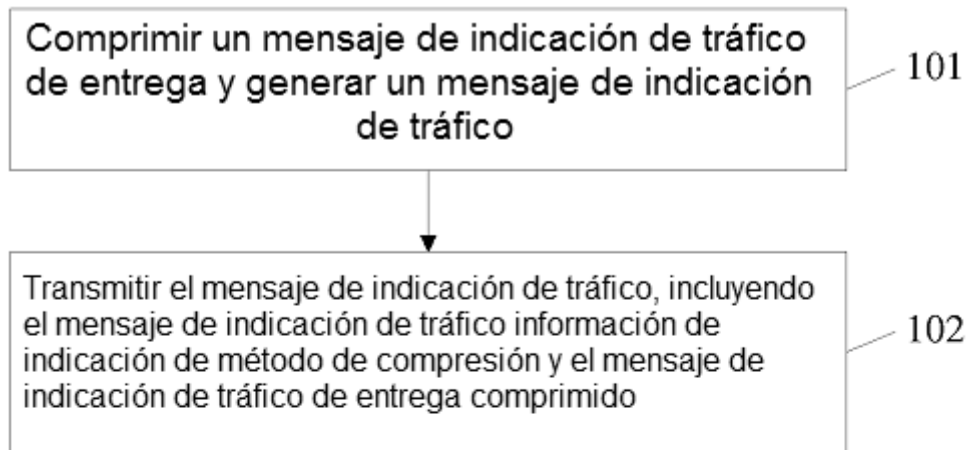 Comprimir un mensaje de indicación de tráfico
de entrega y generar un mensaje de indicación
de tráfico
101
Transmitir el mensaje de indicación de tráfico, incluyendo
el mensaje de indicación de tráfico información de
indicación de método de compresión y el mensaje de
indicación de tráfico de entrega comprimido
102